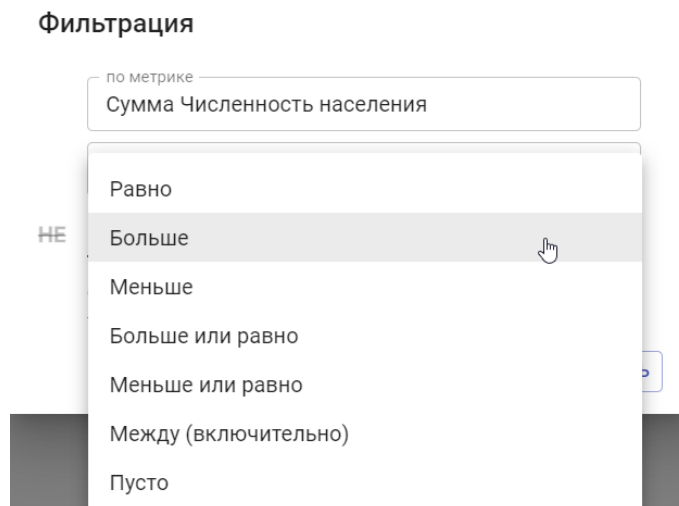 Фильтрация
по метрике
Сумма Численность населения
Равно
НЕ
Больше
Меньше
Больше или равно
Меньше или равно
Между (включительно)
Пусто